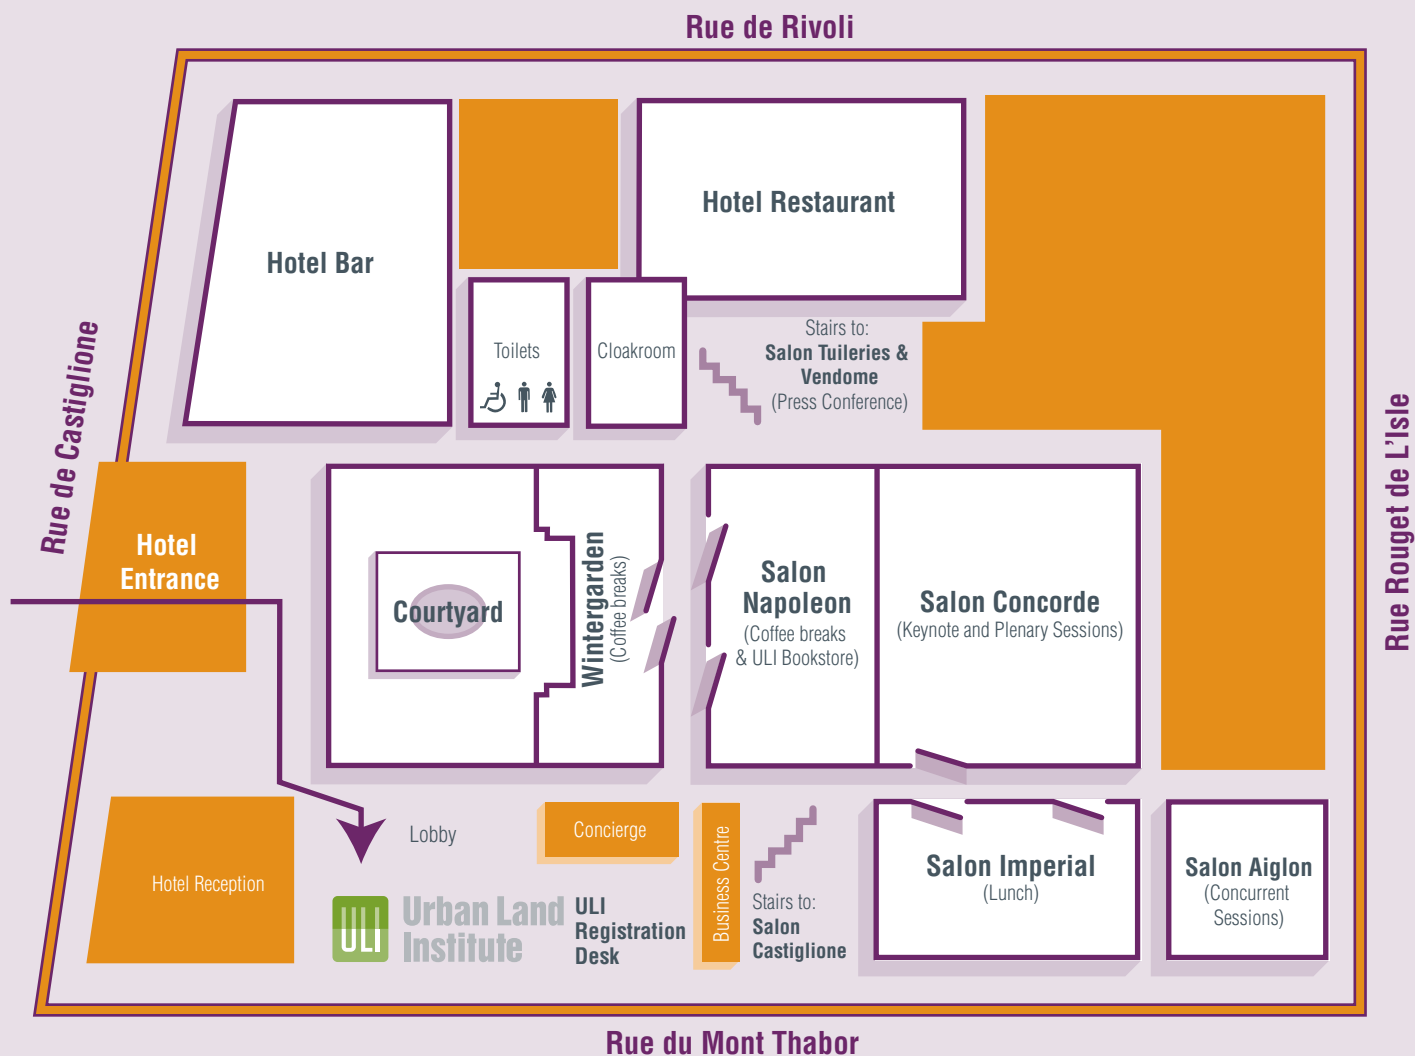 Rue de Rivoli
Hotel Bar
Hotel Restaurant
Toilets
Cloakroom
Stairs to:
Salon Tuileries &
Vendome
(Press Conference)
Rue de Castiglione
Rue Rouget de L'Isle
Hotel
Entrance
Courtyard
Wintergarden
(Coffee breaks)
Salon
Napoleon
(Coffee breaks
& ULI Bookstore)
Salon Concorde
(Keynote and Plenary Sessions)
Lobby
Concierge
Business Centre
Hotel Reception
ULI
Urban Land
Institute
ULI
Registration
Desk
Stairs to:
Salon
Castiglione
Salon Imperial
(Lunch)
Salon Aiglon
(Concurrent
Sessions)
Rue du Mont Thabor